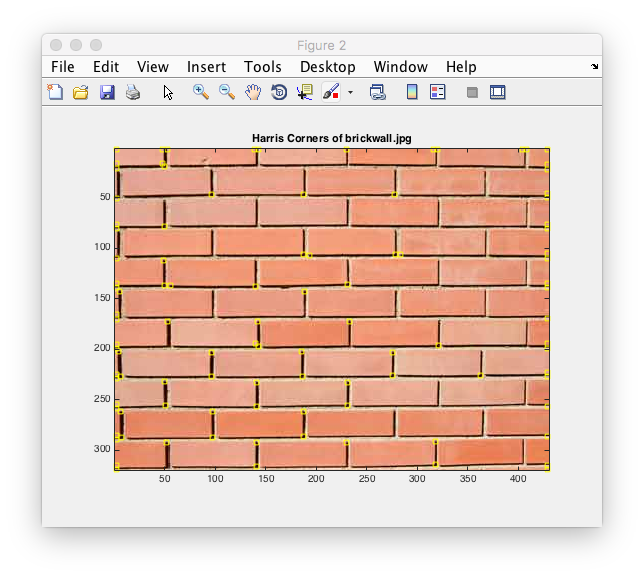 Figure 2
File Edit View Insert Tools Desktop Window Help
Harris Corners of brickwall.jpg
50
100
150
200
250
300
50 100 150 200 250 300 350 400